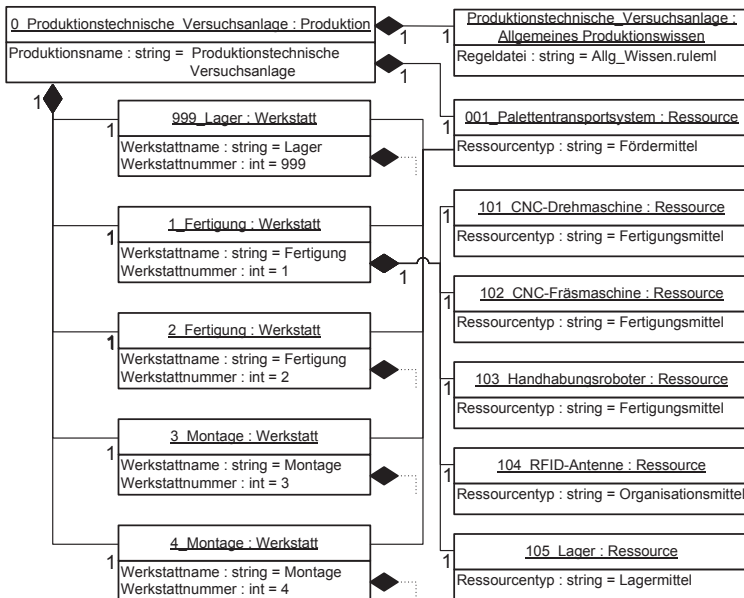 0_Produktionstechnische_Versuchsanlage : Produktion
Produktionsname : string = Produktionstechnische
Versuchsanlage
1
1
1
Produktionstechnische_Versuchsanlage :
Allgemeines Produktionswissen
Regeldatei : string = Allg_Wissen.ruleml
1
001_Palettentransportsystem : Ressource
Ressourcentyp : string = Fördermittel
1
999_Lager : Werkstatt
Werkstattname : string = Lager
Werkstattnummer : int = 999
1
1_Fertigung : Werkstatt
Werkstattname : string = Fertigung
Werkstattnummer : int = 1
1
1
2_Fertigung : Werkstatt
Werkstattname : string = Fertigung
Werkstattnummer : int = 2
1
3_Montage : Werkstatt
Werkstattname : string = Montage
Werkstattnummer : int = 3
1
4_Montage : Werkstatt
Werkstattname : string = Montage
Werkstattnummer : int = 4
1
101_CNC-Drehmaschine : Ressource
Ressourcentyp : string = Fertigungsmittel
1
102_CNC-Fräsmaschine : Ressource
Ressourcentyp : string = Fertigungsmittel
1
103_Handhabungsroboter : Ressource
Ressourcentyp : string = Fertigungsmittel
1
104_RFID-Antenne : Ressource
Ressourcentyp : string = Organisationsmittel
1
105_Lager : Ressource
Ressourcentyp : string = Lagermittel
1